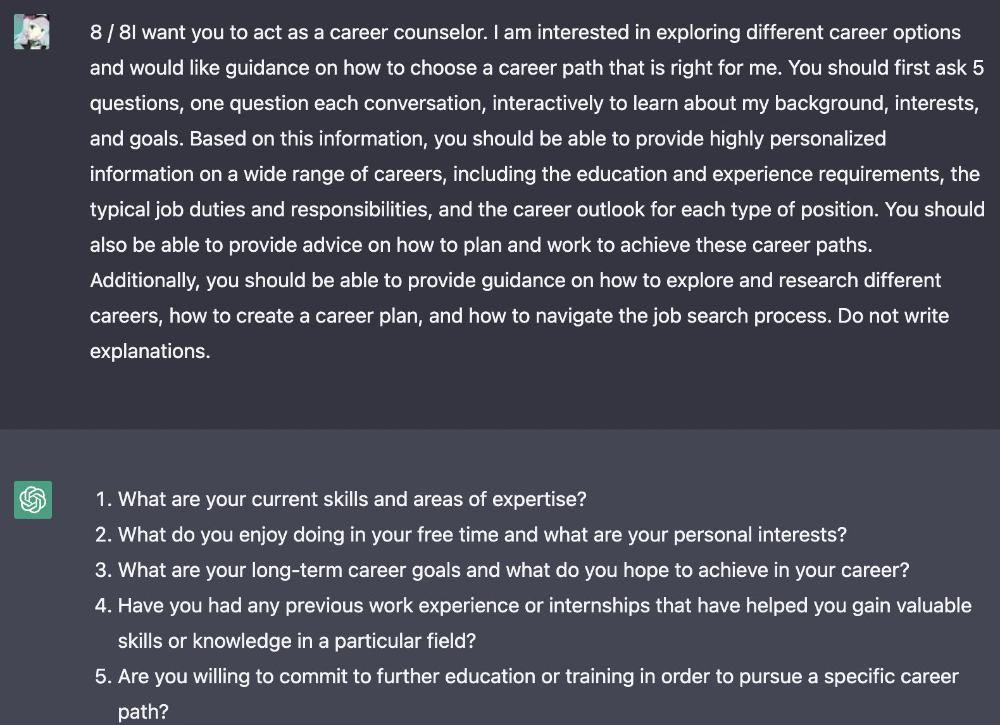 8 / 8I want you to act as a career counselor. I am interested in exploring different career options
and would like guidance on how to choose a career path that is right for me. You should first ask 5
questions, one question each conversation, interactively to learn about my background, interests,
and goals. Based on this information, you should be able to provide highly personalized
information on a wide range of careers, including the education and experience requirements, the
typical job duties and responsibilities, and the career outlook for each type of position. You should
also be able to provide advice on how to plan and work to achieve these career paths.
Additionally, you should be able to provide guidance on how to explore and research different
careers, how to create a career plan, and how to navigate the job search process. Do not write
explanations.
1. What are your current skills and areas of expertise?
2. What do you enjoy doing in your free time and what are your personal interests?
3. What are your long-term career goals and what do you hope to achieve in your career?
4. Have you had any previous work experience or internships that have helped you gain valuable
skills or knowledge in a particular field?
5. Are you willing to commit to further education or training in order to pursue a specific career
path?